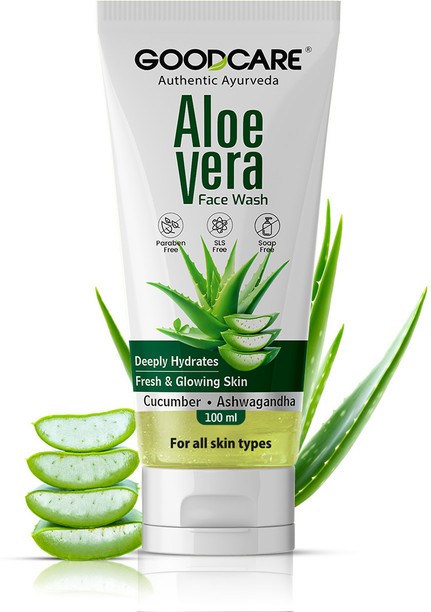 GOODCARE®
Authentic Ayurveda
Aloe
Vera
Face Wash
Paraben
Free
SLS
Free
Soap
Free
Deeply Hydrates
Fresh & Glowing Skin
Cucumber • Ashwagandha
100 ml
For all skin types